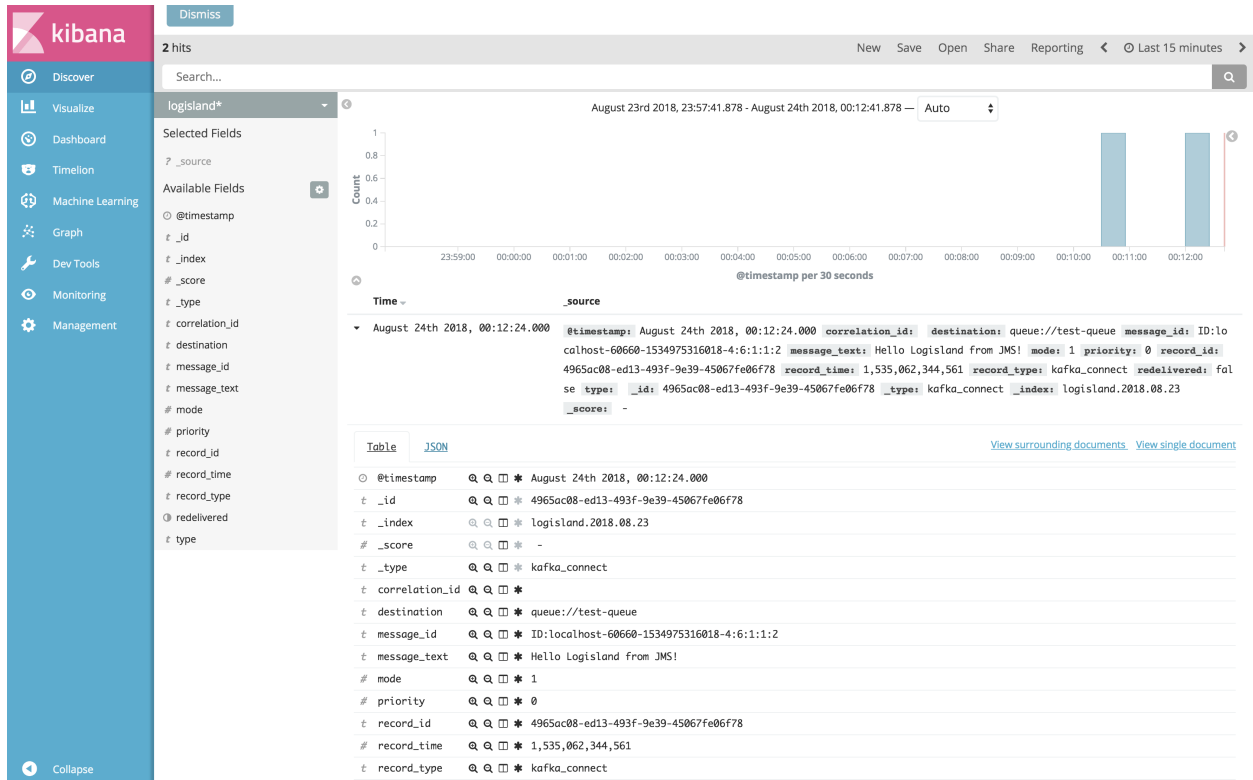 kibana
Discover
Visualize
Dashboard
Timelion
Machine Learning
Graph
Dev Tools
Monitoring
Management
Collapse
Dismiss
2 hits
New Save Open Share Reporting Last 15 minutes
Search...
logisland*
Selected Fields
? _source
Available Fields
@timestamp
t _id
t _index
# _score
t _type
t correlation_id
t destination
t message_id
t message_text
# mode
# priority
t record_id
# record_time
t record_type
redelivered
t type
August 23rd 2018, 23:57:41.878 - August 24th 2018, 00:12:41.878 — Auto
Count
1
0.8
0.6
0.4
0.2
0
23:59:00 00:00:00 00:01:00 00:02:00 00:03:00 00:04:00 00:05:00 00:06:00 00:07:00 00:08:00 00:09:00 00:10:00 00:11:00 00:12:00
@timestamp per 30 seconds
Time _source
August 24th 2018, 00:12:24.000 @timestamp: August 24th 2018, 00:12:24.000 correlation_id: destination: queue://test-queue message_id: ID:lo
calhost-60660-1534975316018-4:6:1:1:2 message_text: Hello Logisland from JMS! mode: 1 priority: 0 record_id:
4965ac08-ed13-493f-9e39-45067fe06f78 record_time: 1,535,062,344,561 record_type: kafka_connect redelivered: fal
se type: _id: 4965ac08-ed13-493f-9e39-45067fe06f78 _type: kafka_connect _index: logisland.2018.08.23
_score: -
Table JSON View surrounding documents View single document
@timestamp August 24th 2018, 00:12:24.000
t _id 4965ac08-ed13-493f-9e39-45067fe06f78
t _index logisland.2018.08.23
# _score -
t _type kafka_connect
t correlation_id
t destination queue://test-queue
t message_id ID:localhost-60660-1534975316018-4:6:1:1:2
t message_text Hello Logisland from JMS!
# mode 1
# priority 0
t record_id 4965ac08-ed13-493f-9e39-45067fe06f78
# record_time 1,535,062,344,561
t record_type kafka_connect